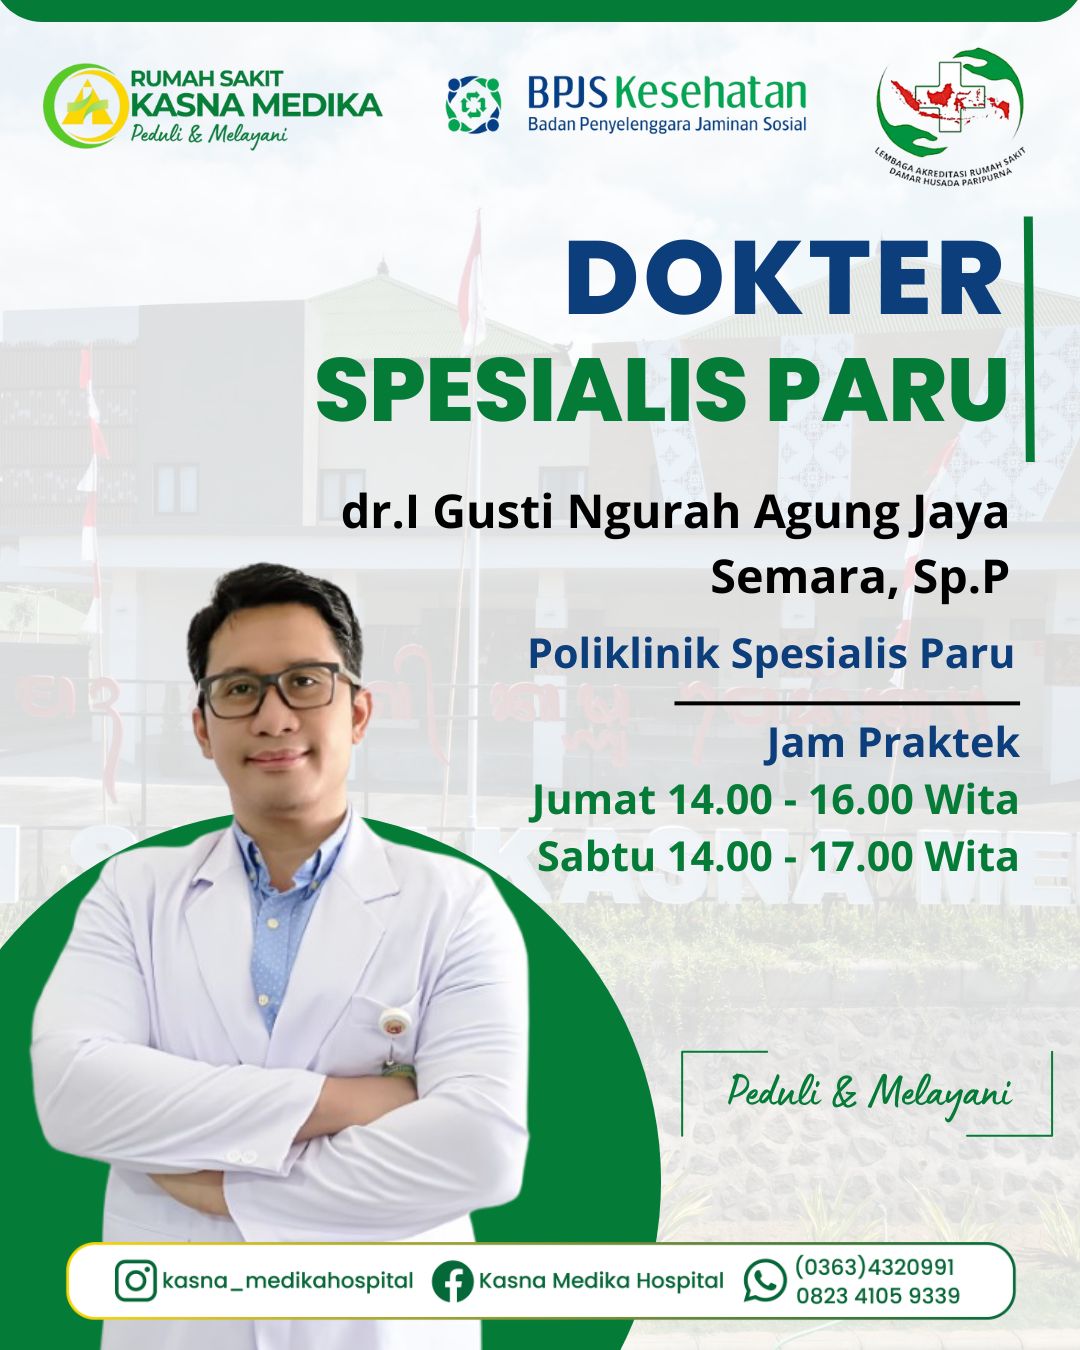 RUMAH SAKIT
KASNA MEDIKA
Peduli & Melayani
BPJS Kesehatan
Badan Penyelenggara Jaminan Sosial
LEMBAGA AKREDITASI RUMAH SAKIT
DAMAR HUSADA PARIPURNA
DOKTER
SPESIALIS PARU
dr.I Gusti Ngurah Agung Jaya
Semara, Sp.P
Poliklinik Spesialis Paru
Jam Praktek
Jumat 14.00 - 16.00 Wita
Sabtu 14.00 - 17.00 Wita
KASNA ME
Peduli & Melayani
kasna_medikahospital
Kasna Medika Hospital
(0363)4320991
0823 4105 9339